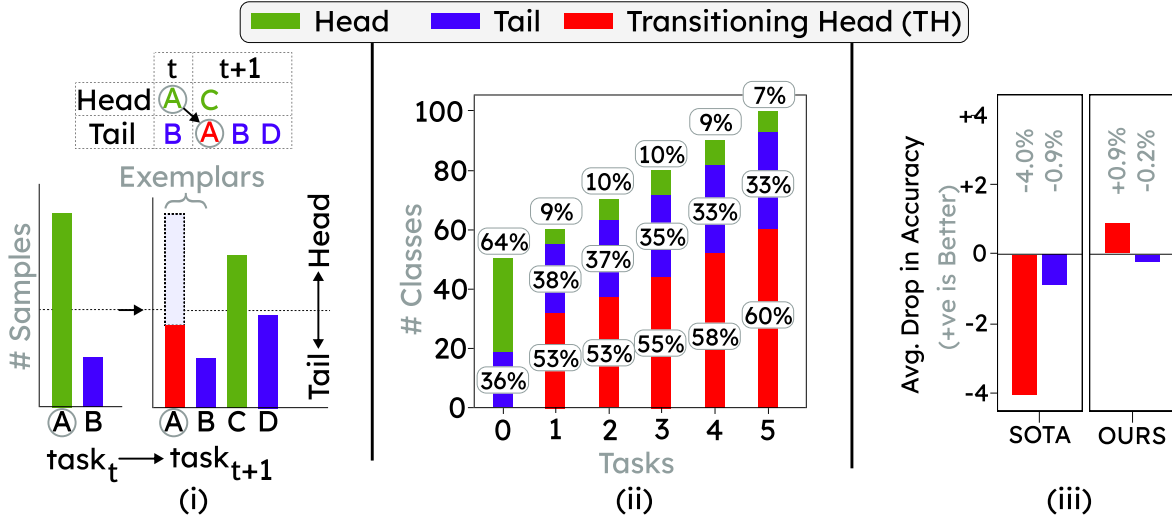 Head Tail Transitioning Head (TH)
t t+1
Head A C
Tail B A B D
Exemplars
# Samples
Tail Head
A B A B C D
task_t task_{t+1}
(i)
# Classes
100
80
60
40
20
0
64%
36%
9%
38%
53%
10%
37%
53%
10%
35%
55%
9%
33%
58%
7%
33%
60%
0 1 2 3 4 5
Tasks
(ii)
Avg. Drop in Accuracy
(+ve is Better)
+4
+2
0
-2
-4
-4.0%
-0.9%
+0.9%
-0.2%
SOTA OURS
(iii)